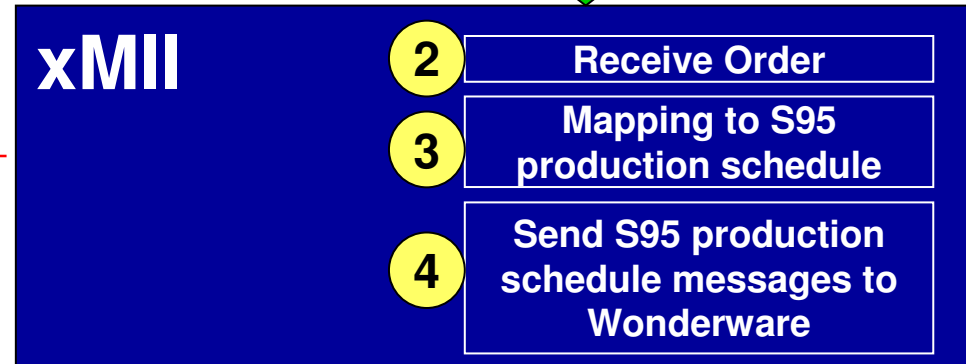 xMII
2
Receive Order
3
Mapping to S95
production schedule
4
Send S95 production
schedule messages to
Wonderware